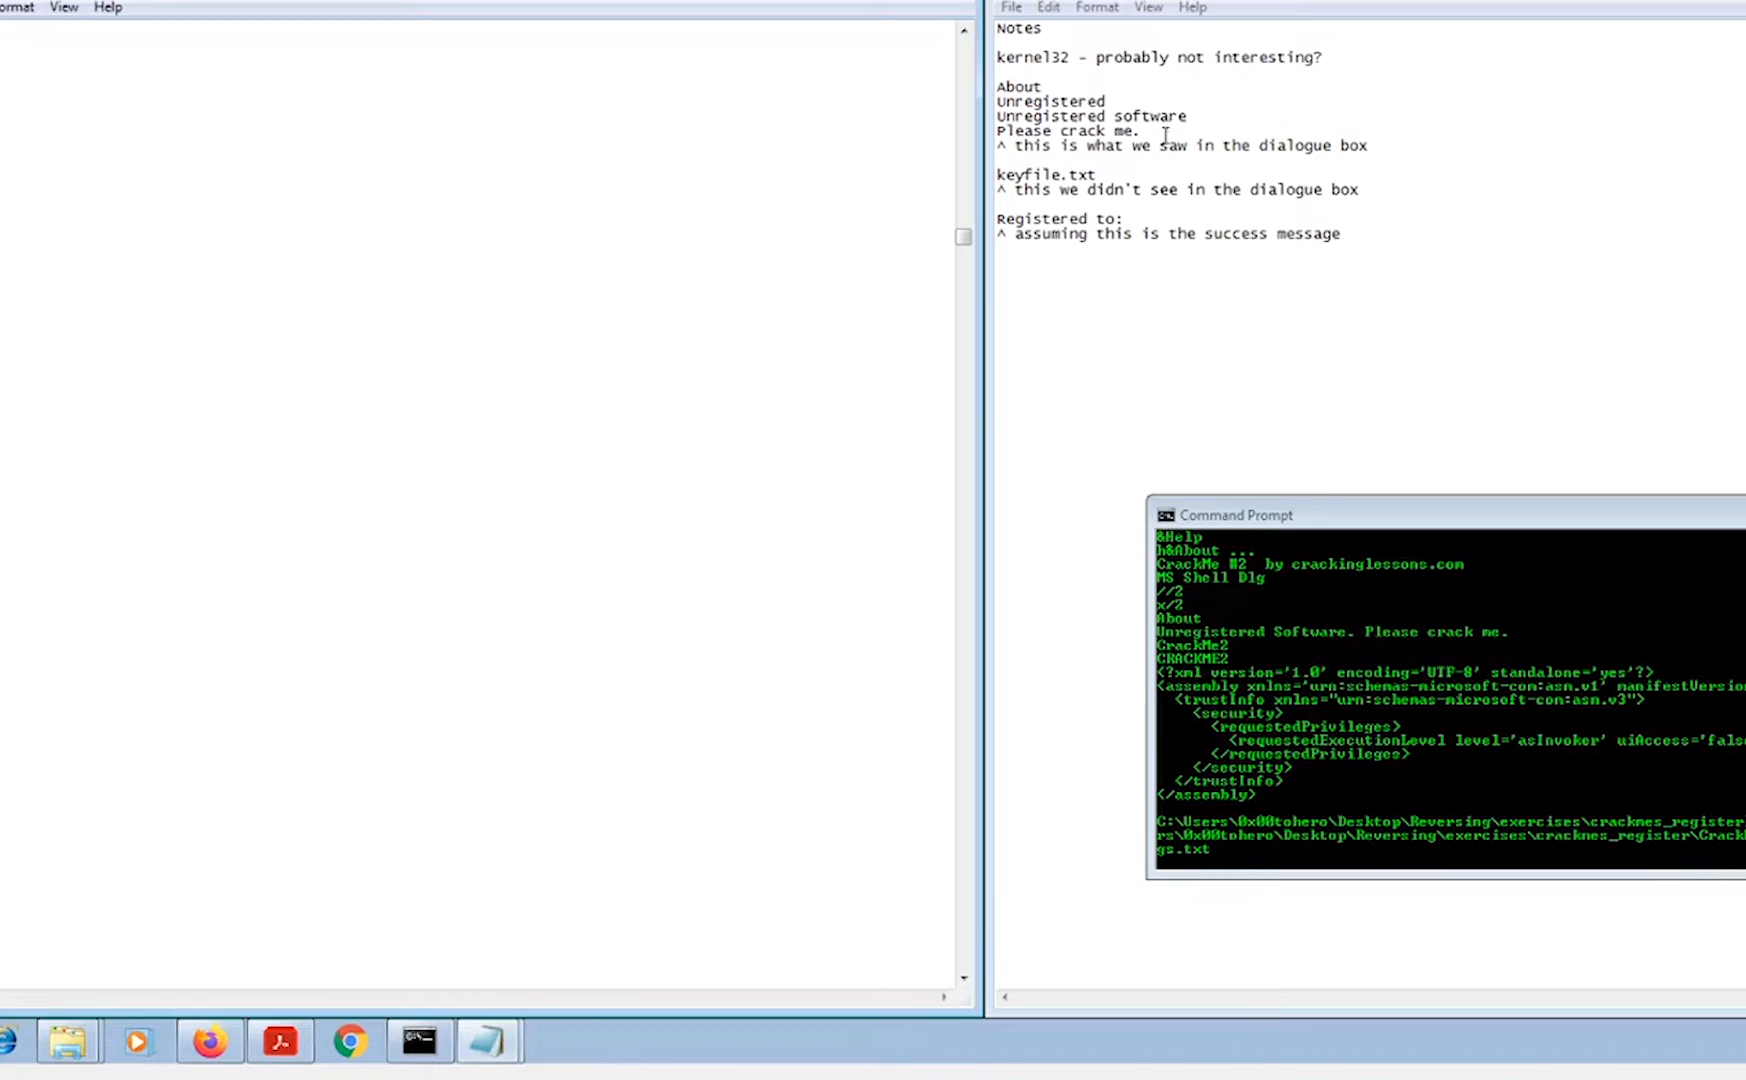 ormat View Help
File Edit Format View Help
Notes
kernel32 - probably not interesting?
About
Unregistered
Unregistered software
Please crack me.
^ this is what we saw in the dialogue box
keyfile.txt
^ this we didn't see in the dialogue box
Registered to:
^ assuming this is the success message
Command Prompt
&Help
h&About ...
CrackMe #2  by crackinglessons.com
MS Shell Dlg
//2
x/2
About
Unregistered Software. Please crack me.
CrackMe2
CRACKME2
<?xml version='1.0' encoding='UTF-8' standalone='yes'?>
<assembly xmlns='urn:schemas-microsoft-com:asm.v1' manifestVersio
<trustInfo xmlns="urn:schemas-microsoft-com:asm.v3">
<security>
<requestedPrivileges>
<requestedExecutionLevel level='asInvoker' uiAccess='fals
</requestedPrivileges>
</security>
</trustInfo>
</assembly>
C:\Users\0x00tohero\Desktop\Reversing\exercises\crackmes_register
rs\0x00tohero\Desktop\Reversing\exercises\crackmes_register\Crack
gs.txt
C:\.